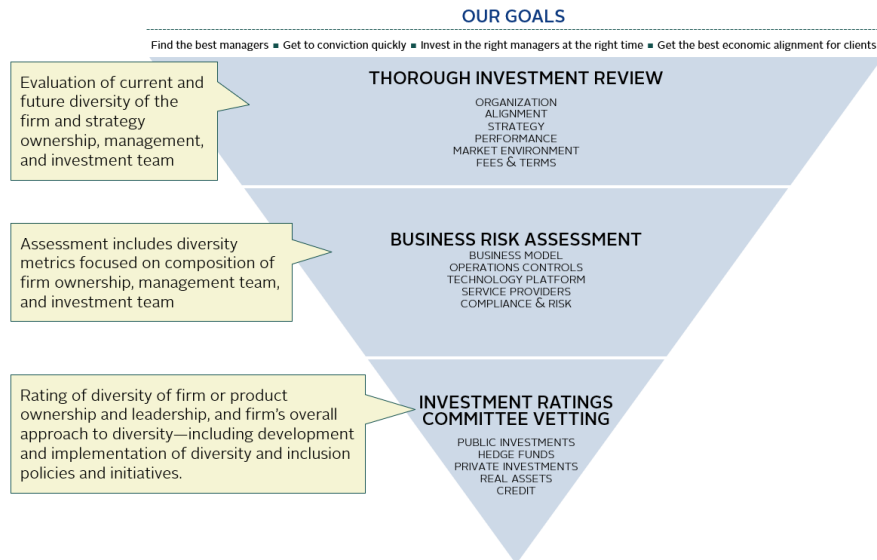 OUR GOALS
Find the best managers ▪ Get to conviction quickly ▪ Invest in the right managers at the right time ▪ Get the best economic alignment for clients
Evaluation of current and
future diversity of the
firm and strategy
ownership, management,
and investment team
THOROUGH INVESTMENT REVIEW
ORGANIZATION
ALIGNMENT
STRATEGY
PERFORMANCE
MARKET ENVIRONMENT
FEES & TERMS
Assessment includes diversity
metrics focused on composition of
firm ownership, management team,
and investment team
BUSINESS RISK ASSESSMENT
BUSINESS MODEL
OPERATIONS CONTROLS
TECHNOLOGY PLATFORM
SERVICE PROVIDERS
COMPLIANCE & RISK
Rating of diversity of firm or product
ownership and leadership, and firm's overall
approach to diversity—including development
and implementation of diversity and inclusion
policies and initiatives.
INVESTMENT RATINGS
COMMITTEE VETTING
PUBLIC INVESTMENTS
HEDGE FUNDS
PRIVATE INVESTMENTS
REAL ASSETS
CREDIT